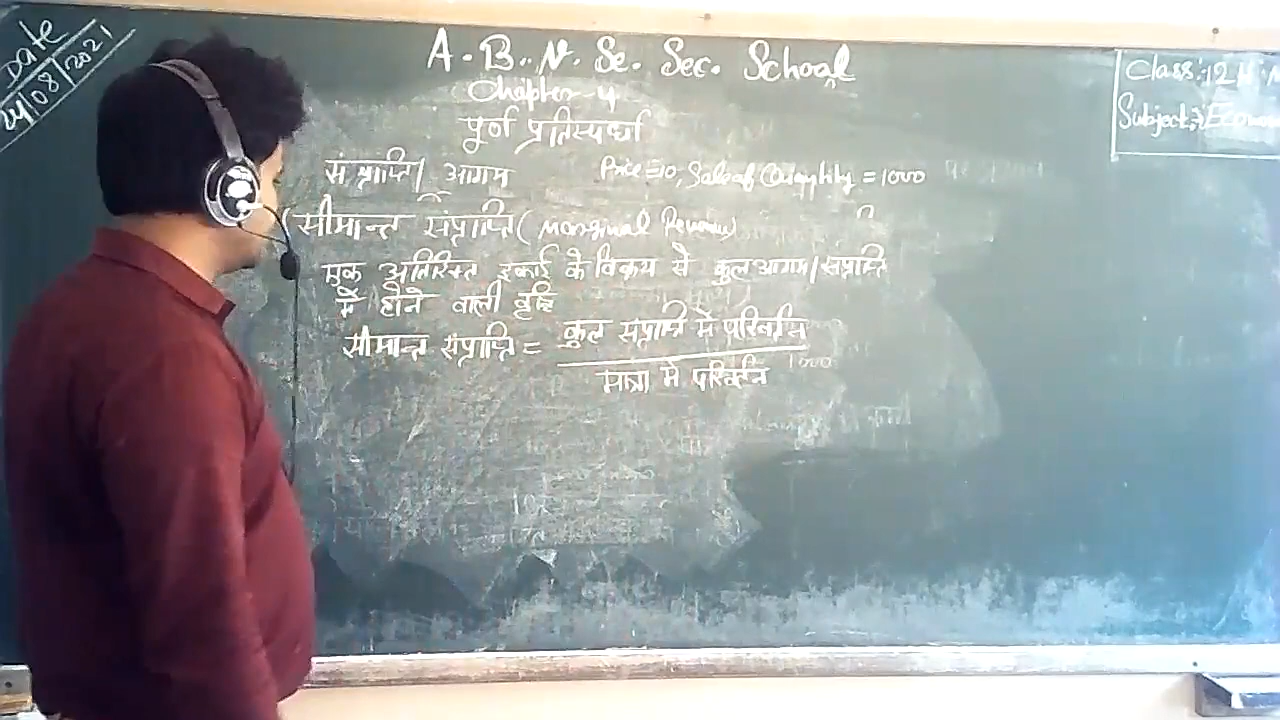 Date
24/08/2021
A. B. N. Se. Sec. School
Class:-12
Subject:-
Chapter-4
पूर्ण प्रतिस्पर्धा
संप्राप्ति/ आगम
Price=10, Sale of Quantity = 1000
सीमान्त संप्राप्ति (Marginal Revenue)
एक अतिरिक्त इकाई के विक्रय से कुल आगम/संप्राप्ति
में होने वाली वृद्धि
सीमान्त संप्राप्ति = कुल संप्राप्ति में परिवर्तन
मात्रा में परिवर्तन
1000